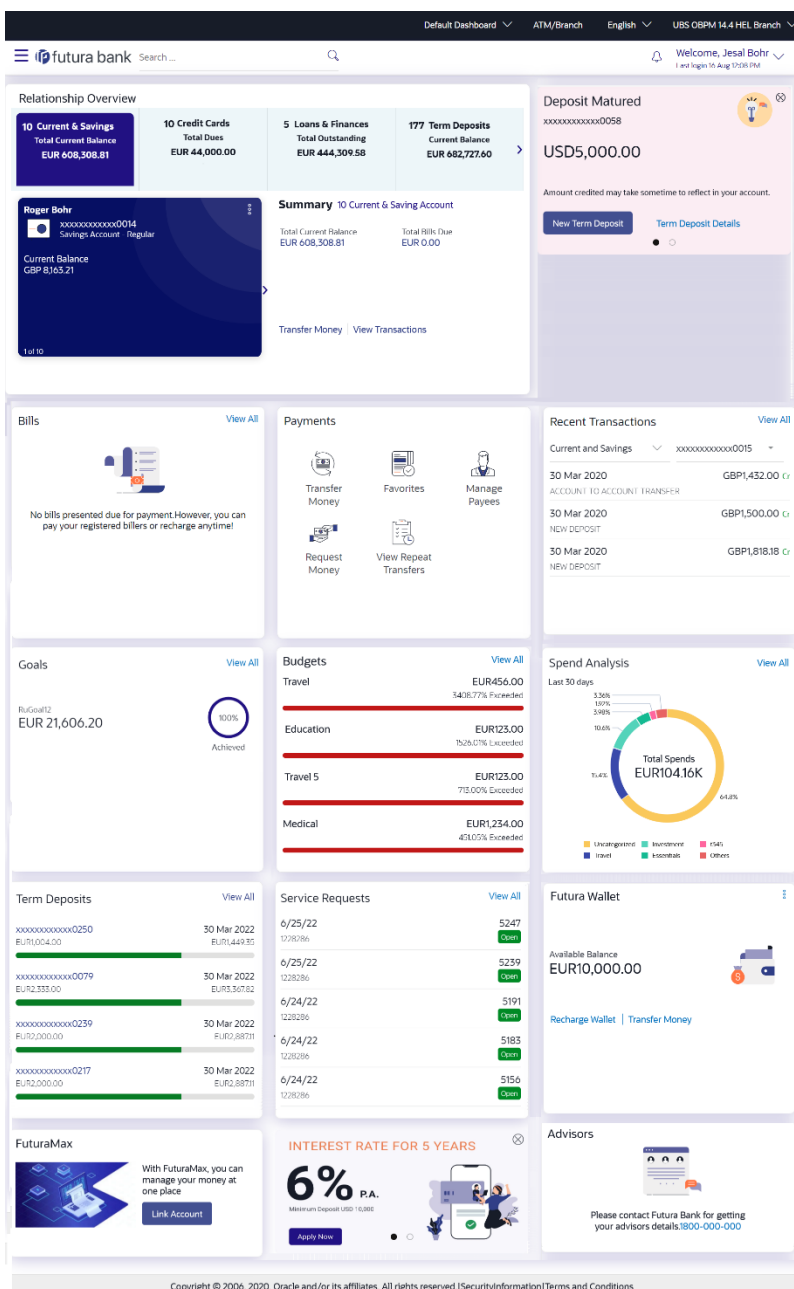 Default Dashboard ATM/Branch English UBS OBPM 14.4 HEL Branch
futura bank Search ... Welcome, Jesal Bohr
Last login 16 Aug 12:08 PM
Relationship Overview
10 Current & Savings
Total Current Balance
EUR 608,308.81
10 Credit Cards
Total Dues
EUR 44,000.00
5 Loans & Finances
Total Outstanding
EUR 444,309.58
177 Term Deposits
Current Balance
EUR 682,727.60
Roger Bohr
xxxxxxxxxxxx0014
Savings Account Regular
Current Balance
GBP 8,163.21
1 of 10
Summary 10 Current & Saving Account
Total Current Balance Total Bills Due
EUR 608,308.81 EUR 0.00
Transfer Money View Transactions
Deposit Matured
xxxxxxxxxxxx0058
USD5,000.00
Amount credited may take sometime to reflect in your account.
New Term Deposit Term Deposit Details
Bills View All
No bills presented due for payment.However, you can
pay your registered billers or recharge anytime!
Payments
Transfer
Money
Favorites
Manage
Payees
Request
Money
View Repeat
Transfers
Recent Transactions View All
Current and Savings xxxxxxxxxxxx0015
30 Mar 2020 GBP1,432.00 Cr
ACCOUNT TO ACCOUNT TRANSFER
30 Mar 2020 GBP1,500.00 Cr
NEW DEPOSIT
30 Mar 2020 GBP1,818.18 Cr
NEW DEPOSIT
Goals View All
RuGoal12
EUR 21,606.20
100%
Achieved
Budgets View All
Travel EUR456.00
3408.77% Exceeded
Education EUR123.00
1526.01% Exceeded
Travel 5 EUR123.00
713.00% Exceeded
Medical EUR1,234.00
451.05% Exceeded
Spend Analysis View All
Last 30 days
3.36%
1.92%
3.98%
10.6%
15.4%
64.8%
Total Spends
EUR104.16K
Uncategorized Investment r345
Travel Essentials Others
Term Deposits View All
xxxxxxxxxxxx0250 30 Mar 2022
EUR1,004.00 EUR1,449.35
xxxxxxxxxxxx0079 30 Mar 2022
EUR2,333.00 EUR3,367.82
xxxxxxxxxxxx0239 30 Mar 2022
EUR2,000.00 EUR2,887.11
xxxxxxxxxxxx0217 30 Mar 2022
EUR2,000.00 EUR2,887.11
Service Requests View All
6/25/22 5247
1228286 Open
6/25/22 5239
1228286 Open
6/24/22 5191
1228286 Open
6/24/22 5183
1228286 Open
6/24/22 5156
1228286 Open
Futura Wallet
Available Balance
EUR10,000.00
Recharge Wallet Transfer Money
FuturaMax
With FuturaMax, you can
manage your money at
one place
Link Account
INTEREST RATE FOR 5 YEARS
6% P.A.
Minimum Deposit USD 10,000
Apply Now
Advisors
Please contact Futura Bank for getting
your advisors details.1800-000-000
Copyright © 2006, 2020, Oracle and/or its affiliates. All rights reserved.|SecurityInformation|Terms and Conditions